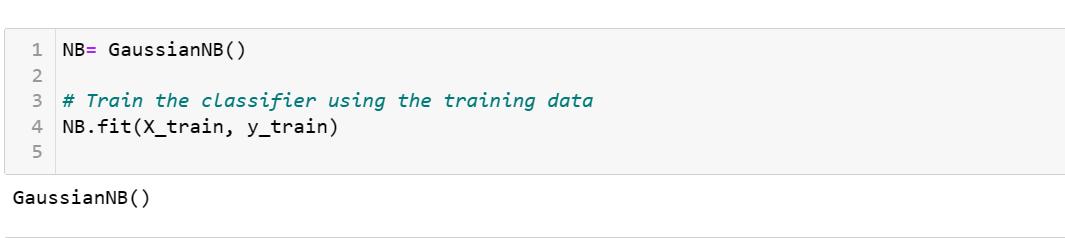 1 NB= GaussianNB()
2
3 # Train the classifier using the training data
4 NB.fit(X_train, y_train)
5
GaussianNB()